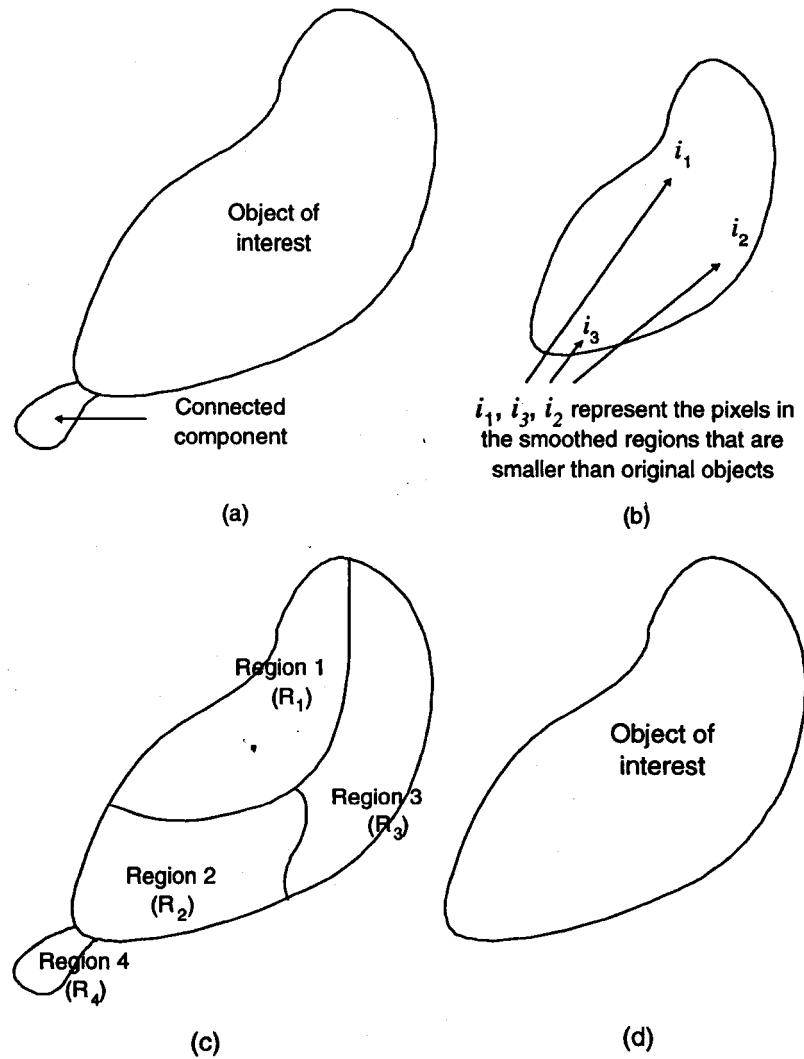 Object of
interest
Connected
component
(a)
i₁
i₂
i₃
i₁, i₃, i₂ represent the pixels in
the smoothed regions that are
smaller than original objects
(b)
Region 1
(R₁)
Region 3
(R₃)
Region 2
(R₂)
Region 4
(R₄)
(c)
Object of
interest
(d)